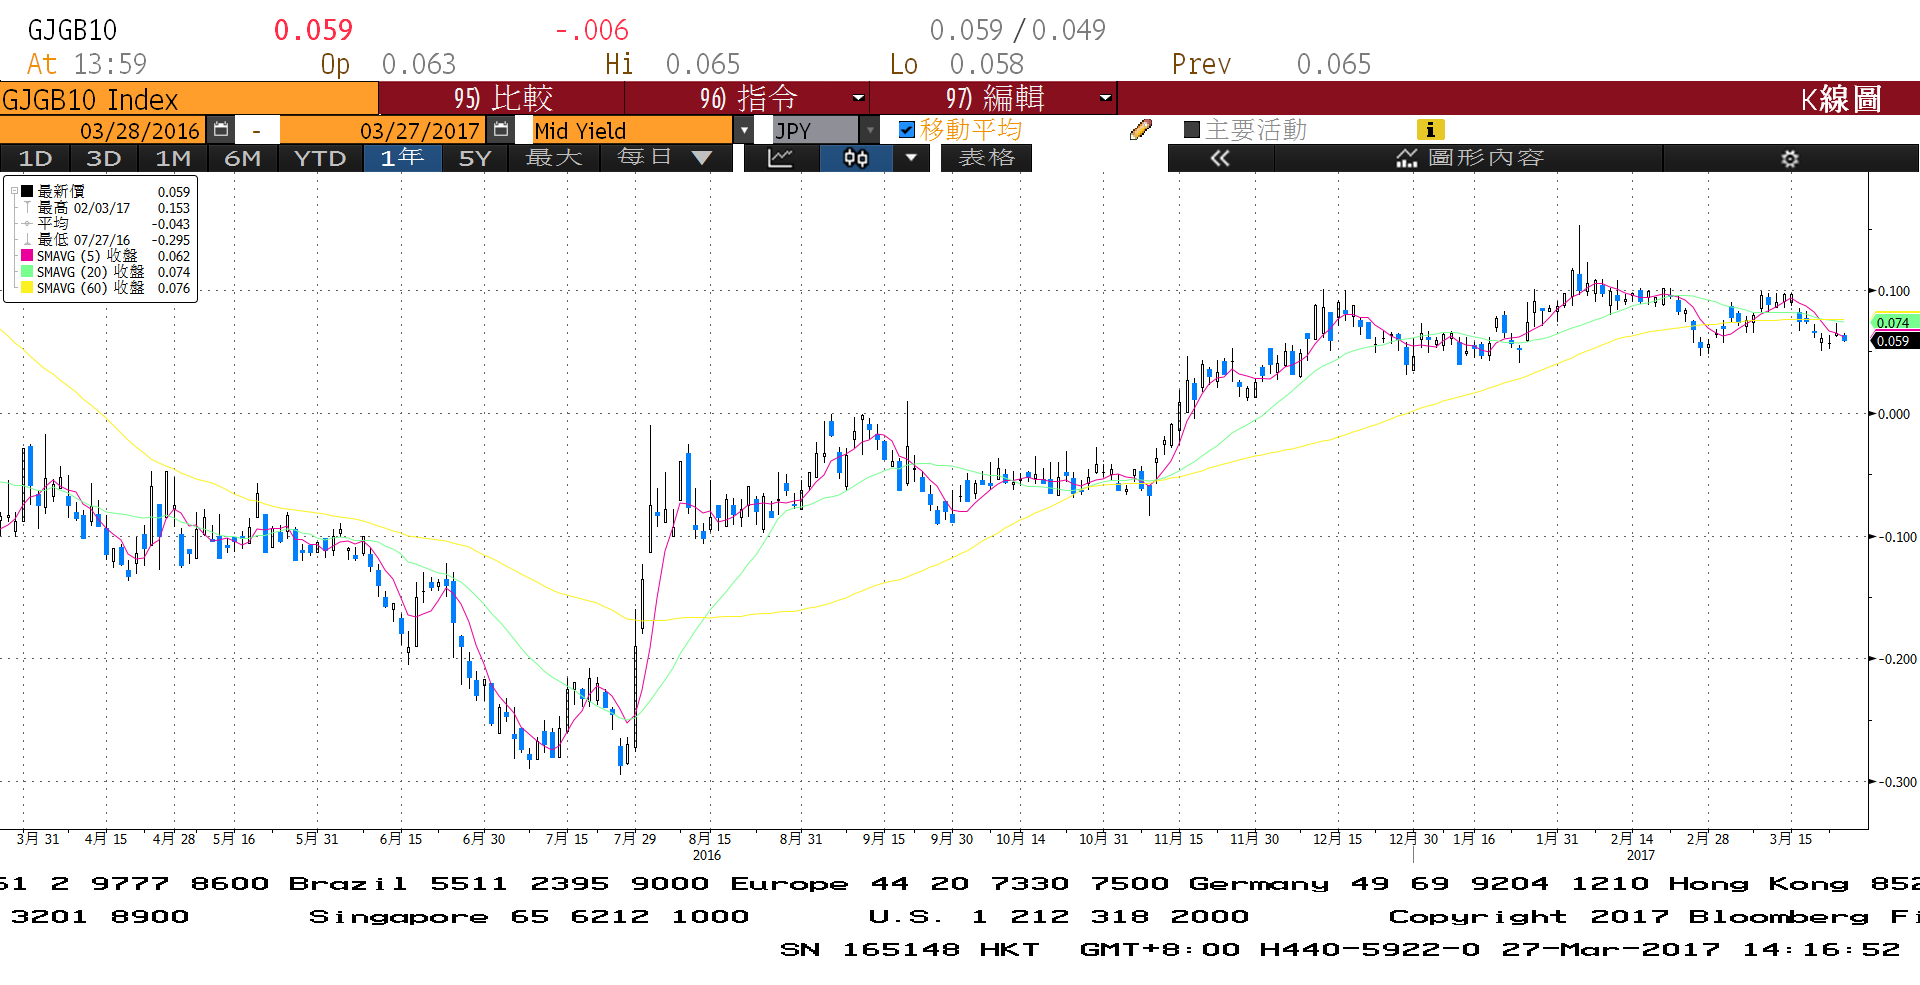 GJGB10 0.059 -.006 0.059 / 0.049
At 13:59 Op 0.063 Hi 0.065 Lo 0.058 Prev 0.065
GJGB10 Index 95) 比較 96) 指令 97) 編輯 K線圖
03/28/2016 - 03/27/2017 Mid Yield JPY 移動平均 主要活動
1D 3D 1M 6M YTD 1年 5Y 最大 每日 表格 圖形內容
最新價 0.059
最高 02/03/17 0.153
平均 -0.043
最低 07/27/16 -0.295
SMAVG (5) 收盤 0.062
SMAVG (20) 收盤 0.074
SMAVG (60) 收盤 0.076
0.100
0.074
0.059
0.000
-0.100
-0.200
-0.300
3月 31 4月 15 4月 28 5月 16 5月 31 6月 15 6月 30 7月 15 7月 29 8月 15 8月 31 9月 15 9月 30 10月 14 10月 31 11月 15 11月 30 12月 15 12月 30 1月 16 1月 31 2月 14 2月 28 3月 15
2016 2017
61 2 9777 8600 Brazil 5511 2395 9000 Europe 44 20 7330 7500 Germany 49 69 9204 1210 Hong Kong 852
3201 8900 Singapore 65 6212 1000 U.S. 1 212 318 2000 Copyright 2017 Bloomberg Fi
SN 165148 HKT GMT+8:00 H440-5922-0 27-Mar-2017 14:16:52